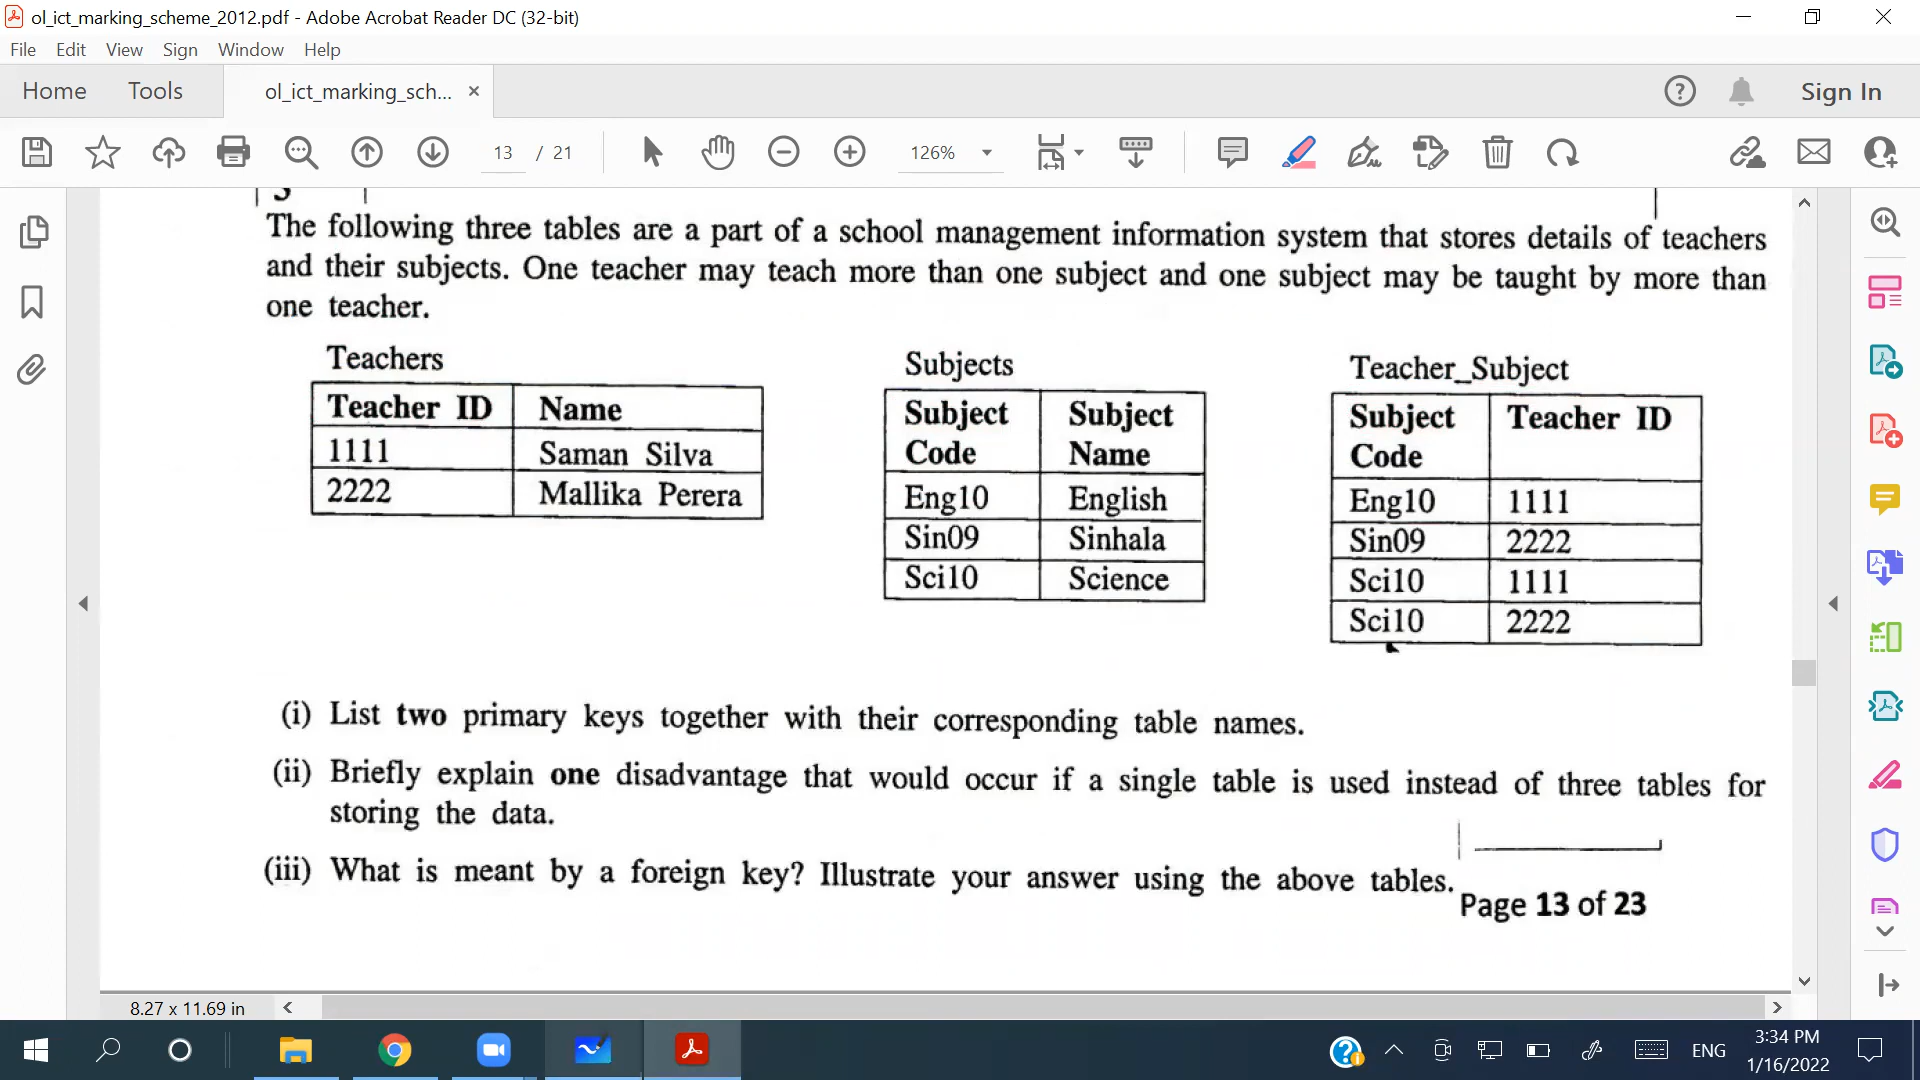 ol_ict_marking_scheme_2012.pdf - Adobe Acrobat Reader DC (32-bit)
File Edit View Sign Window Help
Home Tools ol_ict_marking_sch... × Sign In
13 / 21 126%
The following three tables are a part of a school management information system that stores details of teachers
and their subjects. One teacher may teach more than one subject and one subject may be taught by more than
one teacher.
Teachers
Teacher ID Name
1111 Saman Silva
2222 Mallika Perera
Subjects
Subject Code Subject Name
Eng10 English
Sin09 Sinhala
Sci10 Science
Teacher_Subject
Subject Code Teacher ID
Eng10 1111
Sin09 2222
Sci10 1111
Sci10 2222
(i) List two primary keys together with their corresponding table names.
(ii) Briefly explain one disadvantage that would occur if a single table is used instead of three tables for
storing the data.
(iii) What is meant by a foreign key? Illustrate your answer using the above tables.
Page 13 of 23
8.27 x 11.69 in
ENG
3:34 PM
1/16/2022